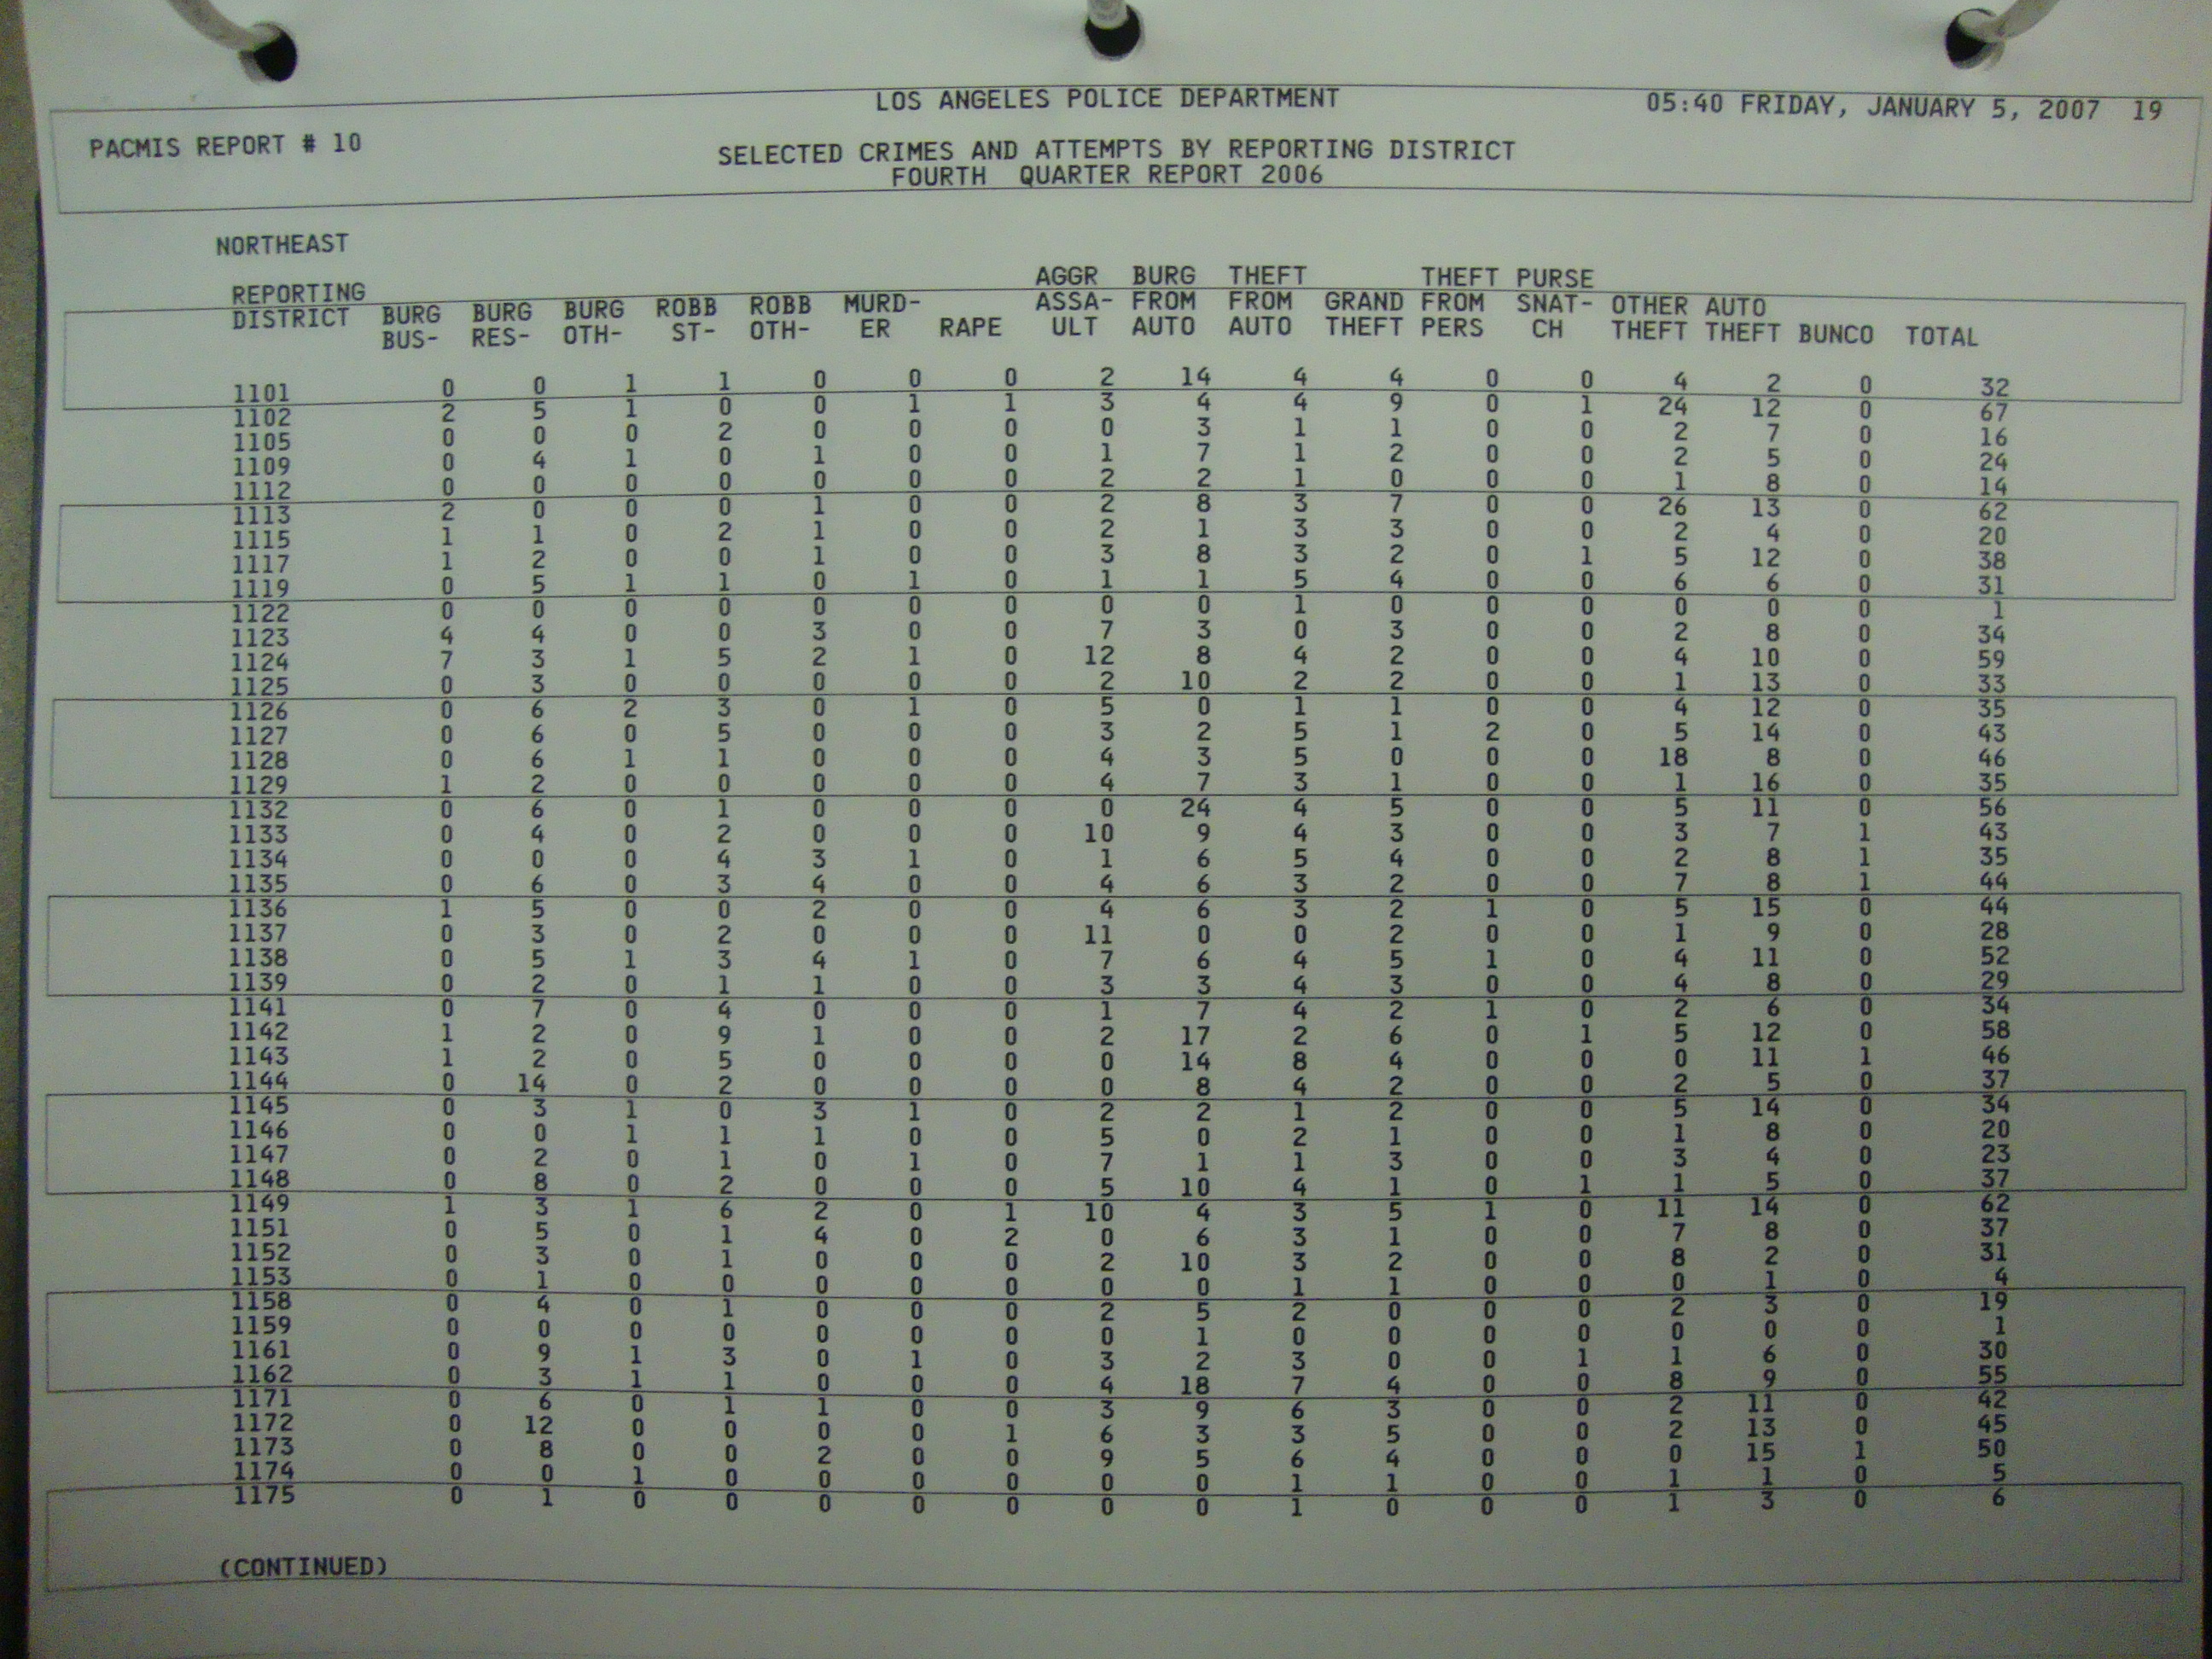 LOS ANGELES POLICE DEPARTMENT 05:40 FRIDAY, JANUARY 5, 2007 19
PACMIS REPORT # 10
SELECTED CRIMES AND ATTEMPTS BY REPORTING DISTRICT
FOURTH QUARTER REPORT 2006
NORTHEAST
AGGR BURG THEFT THEFT PURSE
REPORTING BURG BURG BURG ROBB ROBB MURD- ASSA- FROM FROM GRAND FROM SNAT- OTHER AUTO
DISTRICT BUS- RES- OTH- ST- OTH- ER RAPE ULT AUTO AUTO THEFT PERS CH THEFT THEFT BUNCO TOTAL
1101 0 0 1 1 0 0 0 2 14 4 4 0 0 4 2 0 32
1102 2 5 1 0 0 1 1 3 4 4 9 0 1 24 12 0 67
1105 0 0 0 2 0 0 0 0 3 1 1 0 0 2 7 0 16
1109 0 4 1 0 1 0 0 1 7 1 2 0 0 2 5 0 24
1112 0 0 0 0 0 0 0 2 2 1 0 0 0 1 8 0 14
1113 2 0 0 0 1 0 0 2 8 3 7 0 0 26 13 0 62
1115 1 1 0 2 1 0 0 2 1 3 3 0 0 2 4 0 20
1117 1 2 0 0 1 0 0 3 8 3 2 0 1 5 12 0 38
1119 0 5 1 1 0 1 0 1 1 5 4 0 0 6 6 0 31
1122 0 0 0 0 0 0 0 0 0 1 0 0 0 0 0 0 1
1123 4 4 0 0 3 0 0 7 3 0 3 0 0 2 8 0 34
1124 7 3 1 5 2 1 0 12 8 4 2 0 0 4 10 0 59
1125 0 3 0 0 0 0 0 2 10 2 2 0 0 1 13 0 33
1126 0 6 2 3 0 1 0 5 0 1 1 0 0 4 12 0 35
1127 0 6 0 5 0 0 0 3 2 5 1 2 0 5 14 0 43
1128 0 6 1 1 0 0 0 4 3 5 0 0 0 18 8 0 46
1129 1 2 0 0 0 0 0 4 7 3 1 0 0 1 16 0 35
1132 0 6 0 1 0 0 0 0 24 4 5 0 0 5 11 0 56
1133 0 4 0 2 0 0 0 10 9 4 3 0 0 3 7 1 43
1134 0 0 0 4 3 1 0 1 6 5 4 0 0 2 8 1 35
1135 0 6 0 3 4 0 0 4 6 3 2 0 0 7 8 1 44
1136 1 5 0 0 2 0 0 4 6 3 2 1 0 5 15 0 44
1137 0 3 0 2 0 0 0 11 0 0 2 0 0 1 9 0 28
1138 0 5 1 3 4 1 0 7 6 4 5 1 0 4 11 0 52
1139 0 2 0 1 1 0 0 3 3 4 3 0 0 4 8 0 29
1141 0 7 0 4 0 0 0 1 7 4 2 1 0 2 6 0 34
1142 1 2 0 9 1 0 0 2 17 2 6 0 1 5 12 0 58
1143 1 2 0 5 0 0 0 0 14 8 4 0 0 0 11 1 46
1144 0 14 0 2 0 0 0 0 8 4 2 0 0 2 5 0 37
1145 0 3 1 0 3 1 0 2 2 1 2 0 0 5 14 0 34
1146 0 0 1 1 1 0 0 5 0 2 1 0 0 1 8 0 20
1147 0 2 0 1 0 1 0 7 1 1 3 0 0 3 4 0 23
1148 0 8 0 2 0 0 0 5 10 4 1 0 1 1 5 0 37
1149 1 3 1 6 2 0 1 10 4 3 5 1 0 11 14 0 62
1151 0 5 0 1 4 0 2 0 6 3 1 0 0 7 8 0 37
1152 0 3 0 1 0 0 0 2 10 3 2 0 0 8 2 0 31
1153 0 1 0 0 0 0 0 0 0 1 1 0 0 0 1 0 4
1158 0 4 0 1 0 0 0 2 5 2 0 0 0 2 3 0 19
1159 0 0 0 0 0 0 0 0 1 0 0 0 0 0 0 0 1
1161 0 9 1 3 0 1 0 3 2 3 0 0 1 1 6 0 30
1162 0 3 1 1 0 0 0 4 18 7 4 0 0 8 9 0 55
1171 0 6 0 1 1 0 0 3 9 6 3 0 0 2 11 0 42
1172 0 12 0 0 0 0 1 6 3 3 5 0 0 2 13 0 45
1173 0 8 0 0 2 0 0 9 5 6 4 0 0 0 15 1 50
1174 0 0 1 0 0 0 0 0 0 1 1 0 0 1 1 0 5
1175 0 1 0 0 0 0 0 0 0 1 0 0 0 1 3 0 6
(CONTINUED)